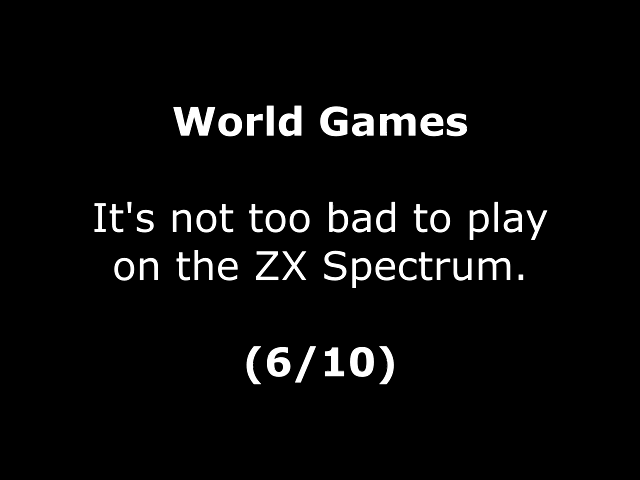 World Games
It's not too bad to play
on the ZX Spectrum.
(6/10)